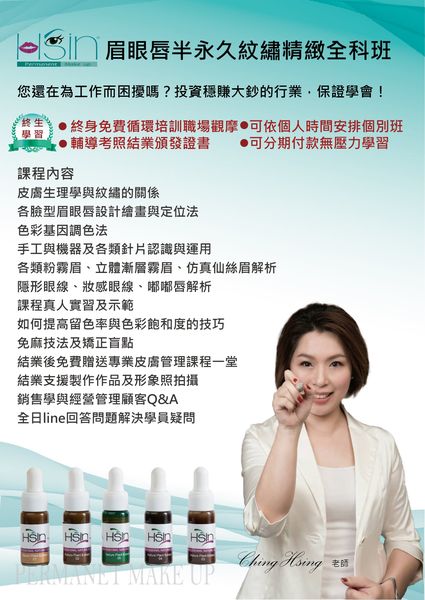 Hsin®
Permanent Make up
眉眼唇半永久紋繡精緻全科班
您還在為工作而困擾嗎？投資穩賺大鈔的行業，保證學會！
終生
學習
● 終身免費循環培訓職場觀摩 ●可依個人時間安排個別班
● 輔導考照結業頒發證書 ●可分期付款無壓力學習
課程內容
皮膚生理學與紋繡的關係
各臉型眉眼唇設計繪畫與定位法
色彩基因調色法
手工與機器及各類針片認識與運用
各類粉霧眉、立體漸層霧眉、仿真仙絲眉解析
隱形眼線、妝感眼線、嘟嘟唇解析
課程真人實習及示範
如何提高留色率與色彩飽和度的技巧
免麻技法及矯正盲點
結業後免費贈送專業皮膚管理課程一堂
結業支援製作作品及形象照拍攝
銷售學與經營管理顧客Q&A
全日line回答問題解決學員疑問
Hsin Hsin Hsin Hsin Hsin
Ching Hsing 老師
PERMANET MAKE UP